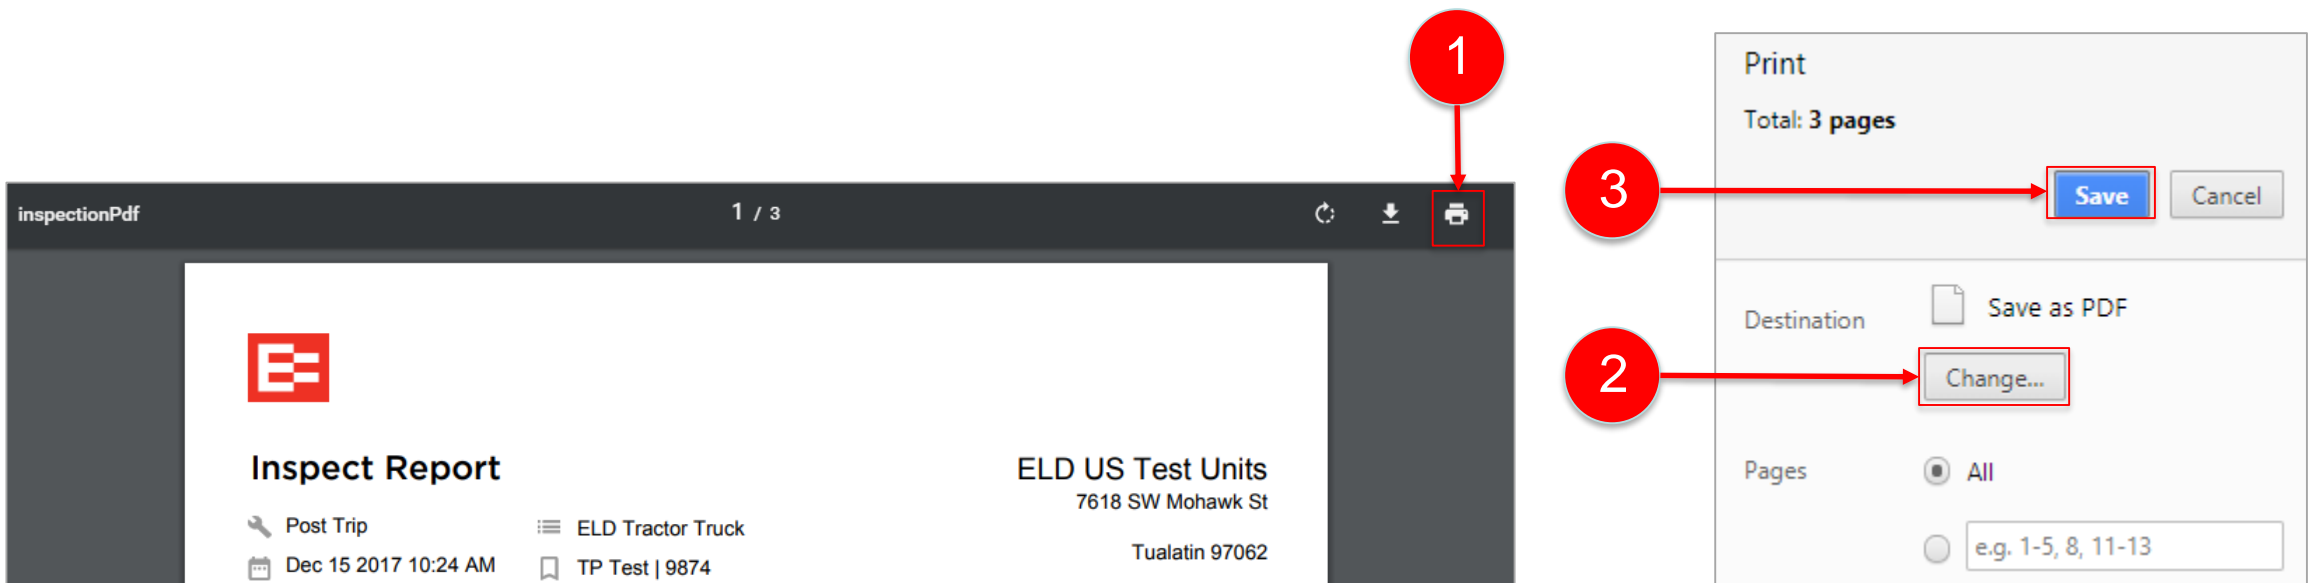 1
inspectionPdf
1 / 3
Inspect Report
Post Trip
Dec 15 2017 10:24 AM
ELD Tractor Truck
TP Test | 9874
ELD US Test Units
7618 SW Mohawk St
Tualatin 97062
3
2
Print
Total: 3 pages
Save Cancel
Destination Save as PDF
Change...
Pages All
e.g. 1-5, 8, 11-13